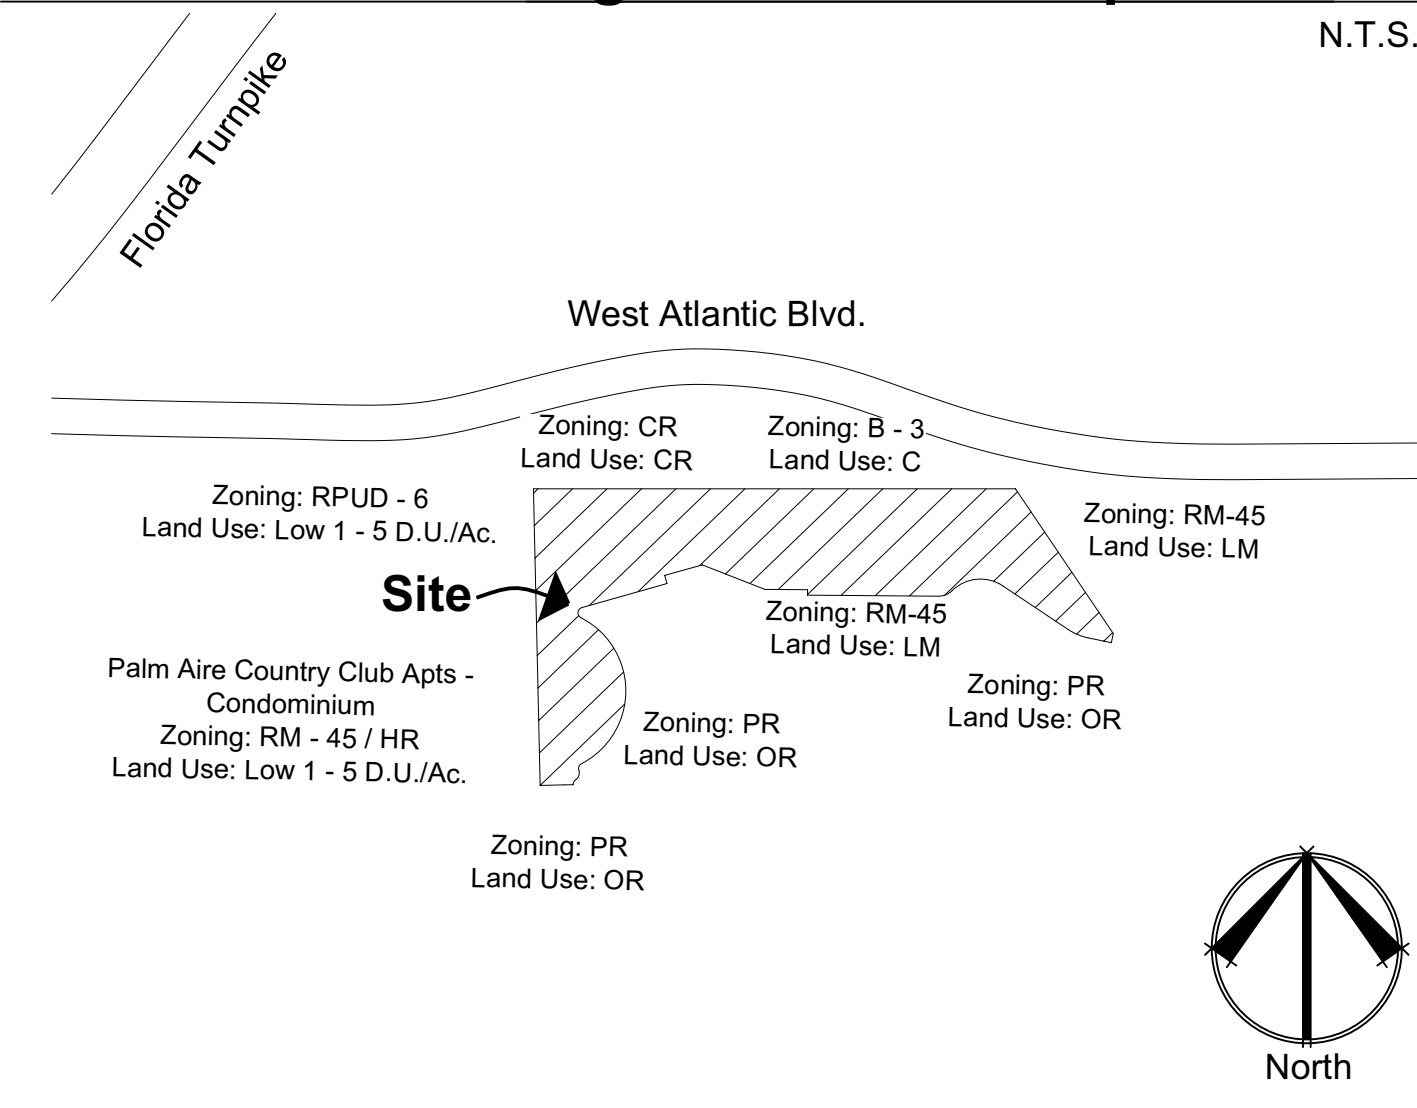 N.T.S.
Florida Turnpike
West Atlantic Blvd.
Zoning: CR
Land Use: CR
Zoning: B - 3
Land Use: C
Zoning: RPUD - 6
Land Use: Low 1 - 5 D.U./Ac.
Zoning: RM-45
Land Use: LM
Site
Zoning: RM-45
Land Use: LM
Palm Aire Country Club Apts -
Condominium
Zoning: RM - 45 / HR
Land Use: Low 1 - 5 D.U./Ac.
Zoning: PR
Land Use: OR
Zoning: PR
Land Use: OR
Zoning: PR
Land Use: OR
North